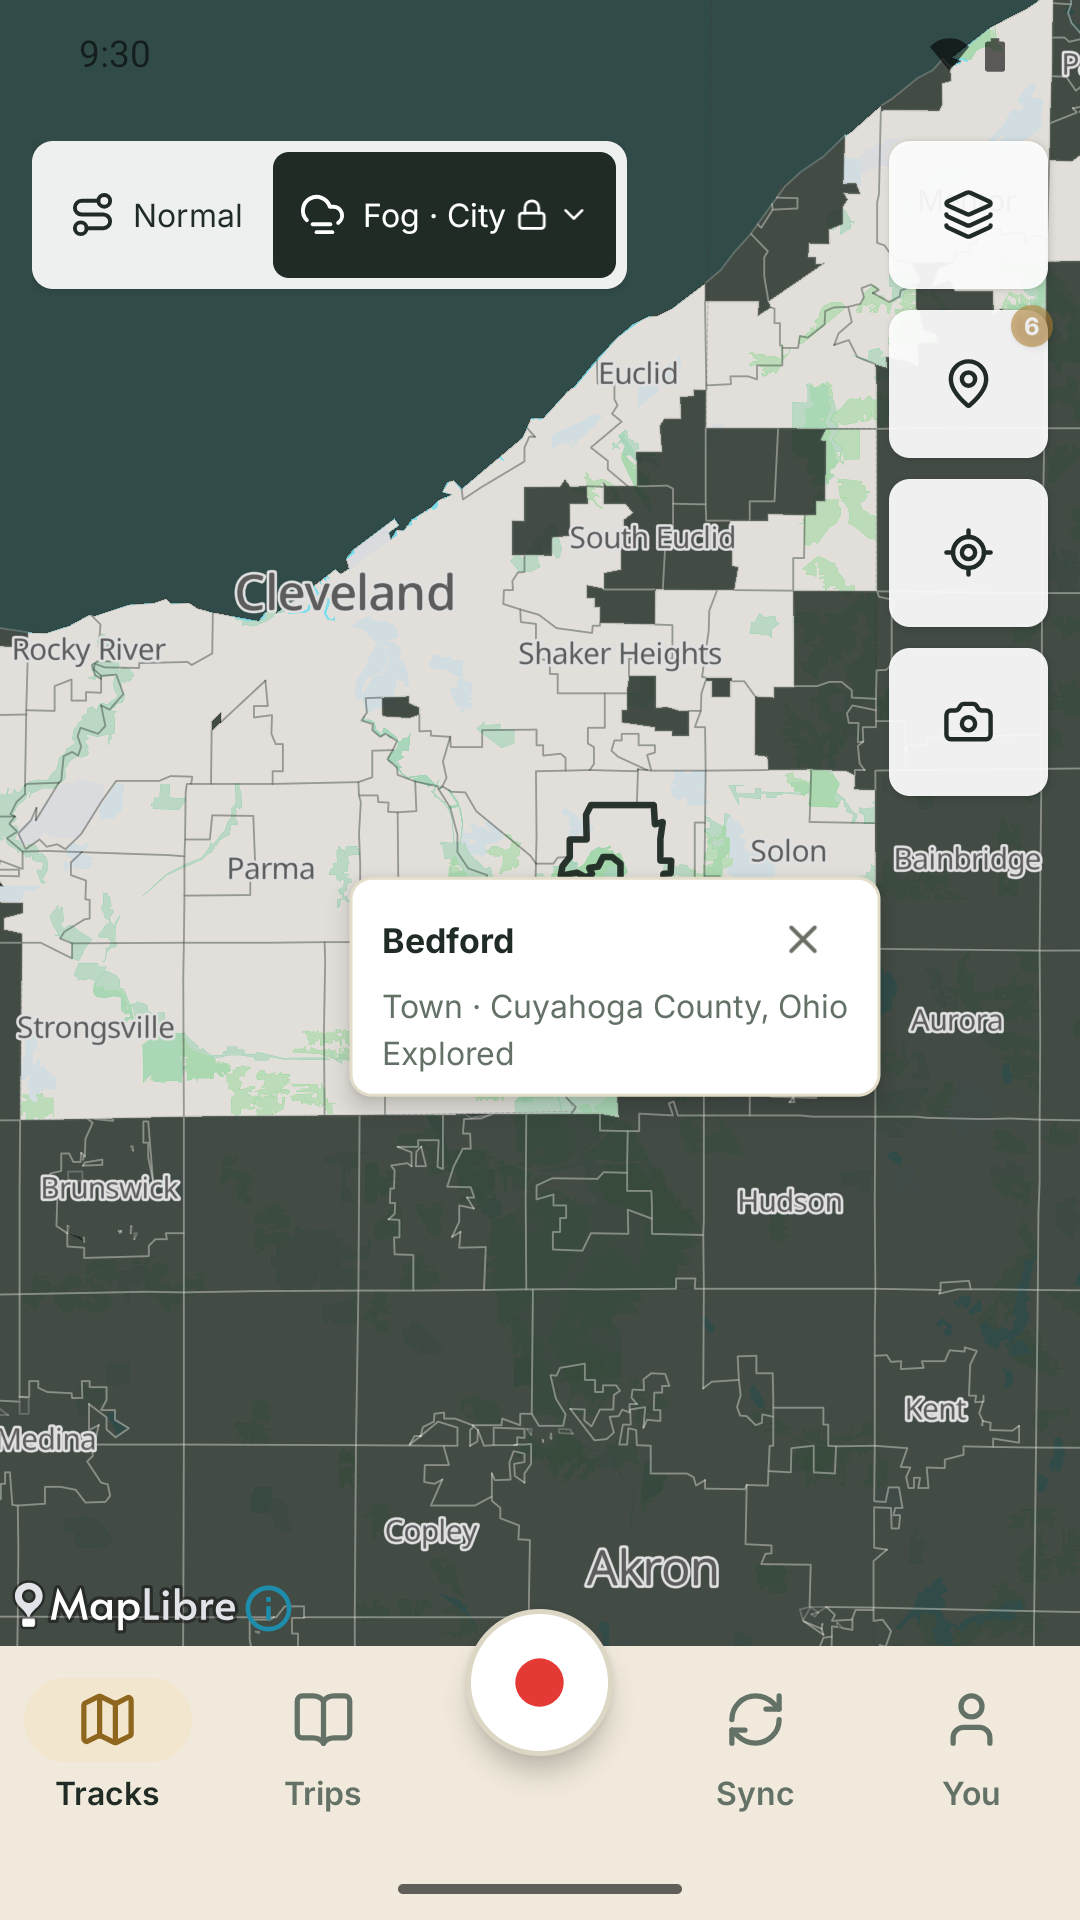 9:30
Normal
Fog · City
6
Euclid
South Euclid
Cleveland
Rocky River
Shaker Heights
Parma
Solon
Bainbridge
Bedford
Town · Cuyahoga County, Ohio
Explored
Strongsville
Aurora
Brunswick
Hudson
Medina
Kent
Copley
Akron
MapLibre
Tracks
Trips
Sync
You